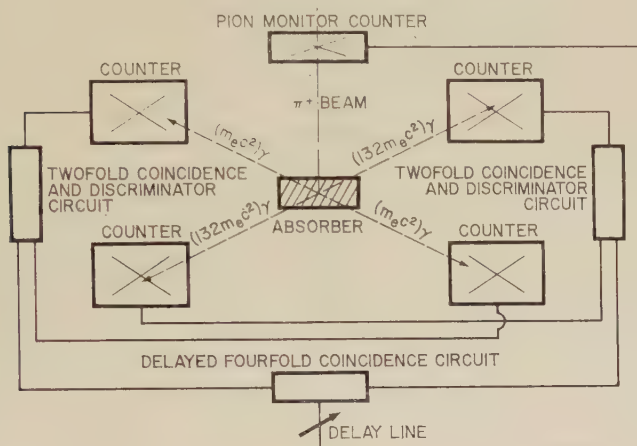 PION MONITOR COUNTER
COUNTER
COUNTER
π+ BEAM
(mₑc²)γ
(132mₑc²)γ
TWOFOLD COINCIDENCE
AND DISCRIMINATOR
CIRCUIT
TWOFOLD COINCIDENCE
AND DISCRIMINATOR
CIRCUIT
ABSORBER
COUNTER
COUNTER
(132mₑc²)γ
(mₑc²)γ
DELAYED FOURFOLD COINCIDENCE CIRCUIT
DELAY LINE